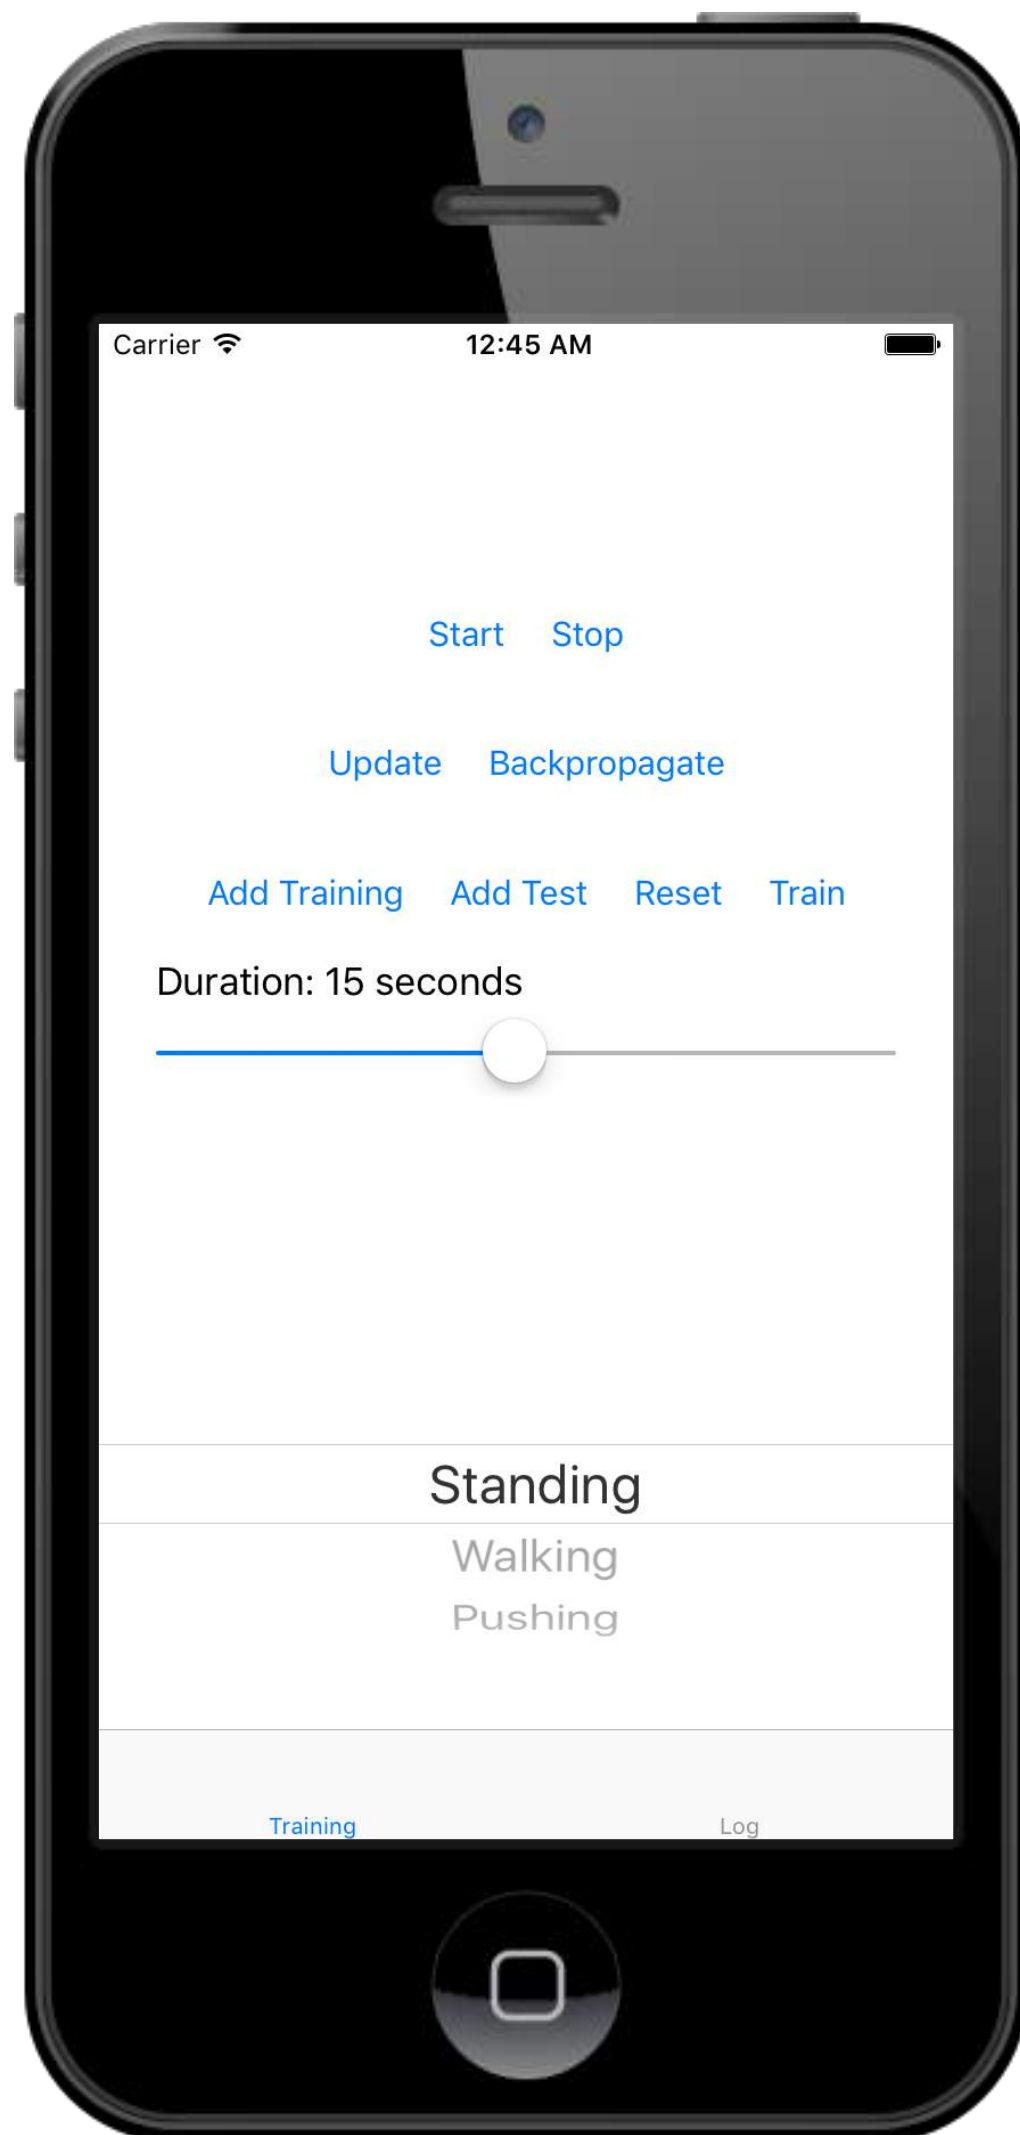 Carrier 12:45 AM
Start Stop
Update Backpropagate
Add Training Add Test Reset Train
Duration: 15 seconds
Standing
Walking
Pushing
Training Log